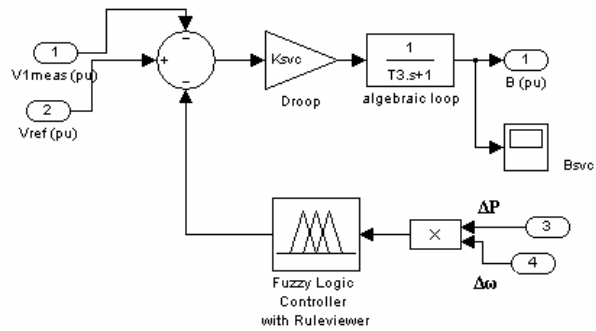 1
V1meas (pu)
2
Vref (pu)
−
+
−
Ksvc
Droop
1
T3.s+1
algebraic loop
1
B (pu)
Bsvc
Fuzzy Logic
Controller
with Ruleviewer
×
ΔP
3
4
Δω